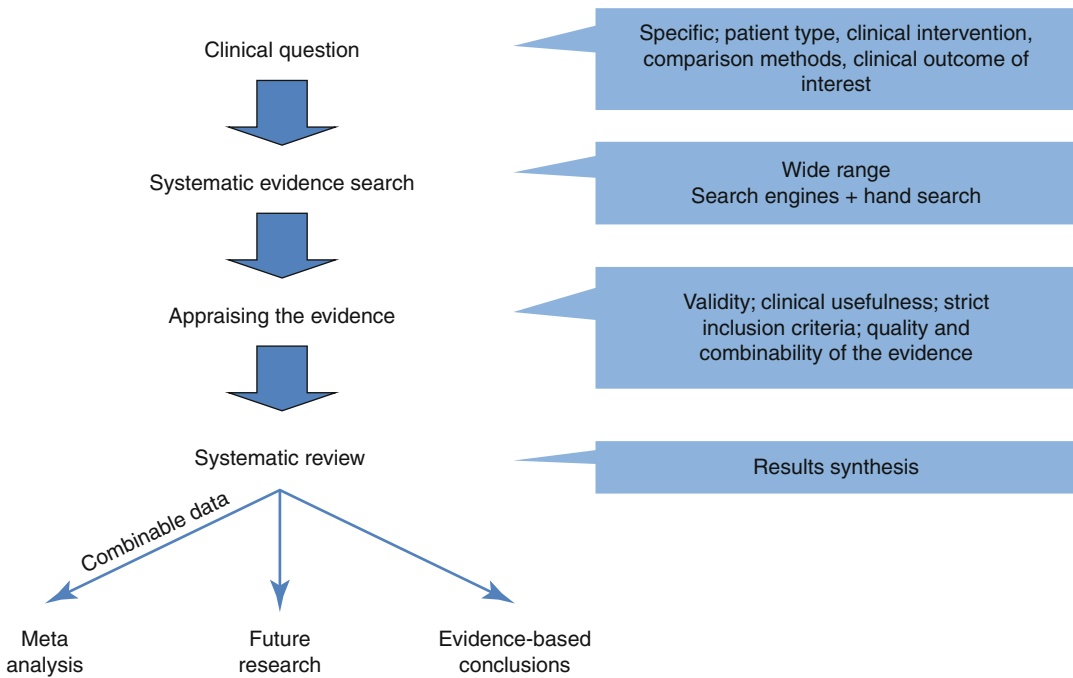 Clinical question
Specific; patient type, clinical intervention,
comparison methods, clinical outcome of
interest
Systematic evidence search
Wide range
Search engines + hand search
Appraising the evidence
Validity; clinical usefulness; strict
inclusion criteria; quality and
combinability of the evidence
Systematic review
Results synthesis
Combinable data
Meta
analysis
Future
research
Evidence-based
conclusions